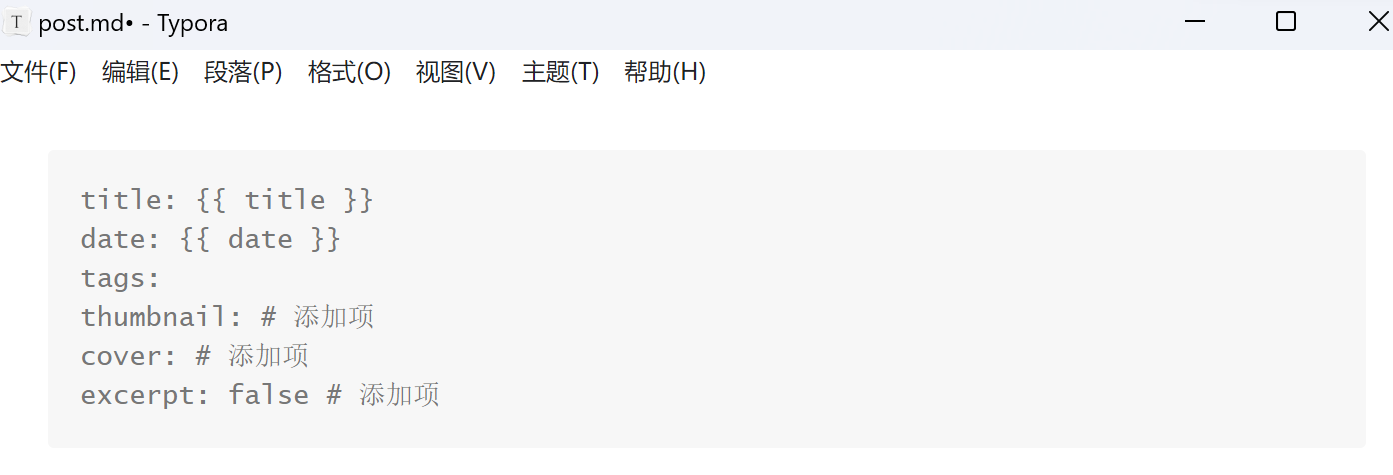 T post.md• - Typora
文件(F) 编辑(E) 段落(P) 格式(O) 视图(V) 主题(T) 帮助(H)
title: {{ title }}
date: {{ date }}
tags:
thumbnail: # 添加项
cover: # 添加项
excerpt: false # 添加项